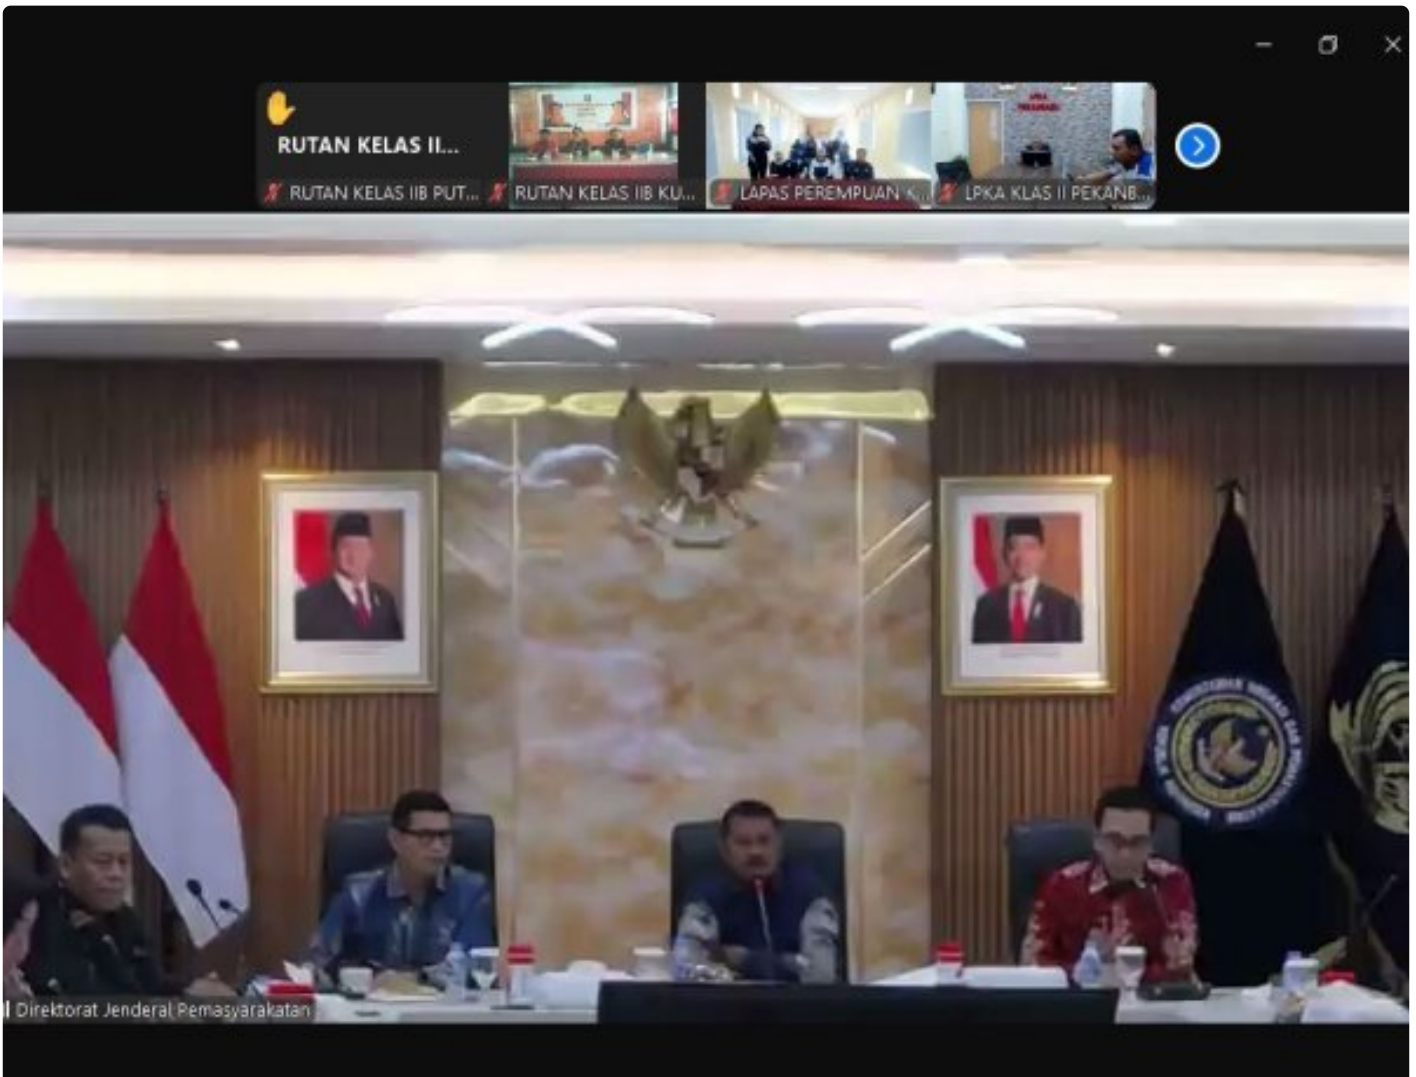 RUTAN KELAS II...
RUTAN KELAS IIB PUT...
RUTAN KELAS IIB KU...
LAPAS PEREMPUAN K...
LPKA KLAS II PEKANB...
Direktorat Jenderal Pemasyarakatan